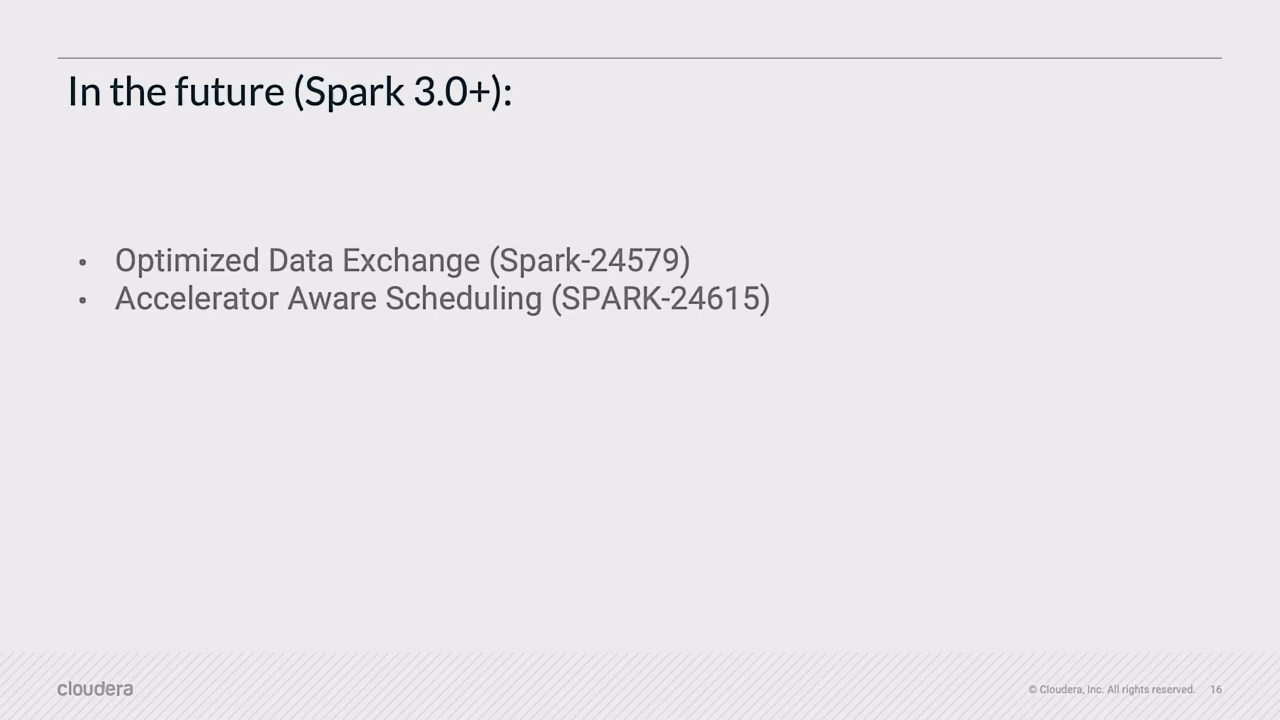 In the future (Spark 3.0+):
• Optimized Data Exchange (Spark-24579)
• Accelerator Aware Scheduling (SPARK-24615)
cloudera
© Cloudera, Inc. All rights reserved. 16